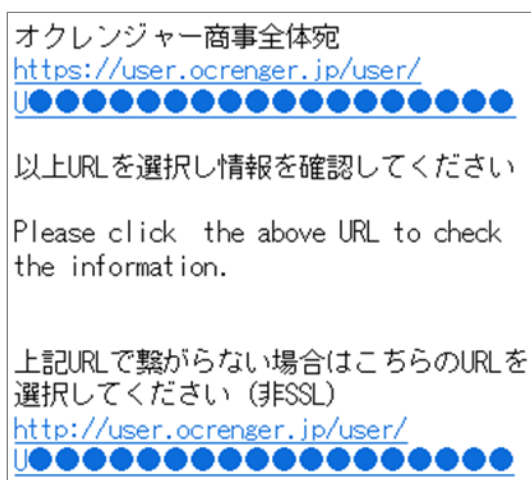 オクレンジャー商事全体宛
https://user.ocrenger.jp/user/
U●●●●●●●●●●●●●●●●●●
以上URLを選択し情報を確認してください
Please click  the above URL to check
the information.
上記URLで繋がらない場合はこちらのURLを
選択してください（非SSL）
http://user.ocrenger.jp/user/
U●●●●●●●●●●●●●●●●●●